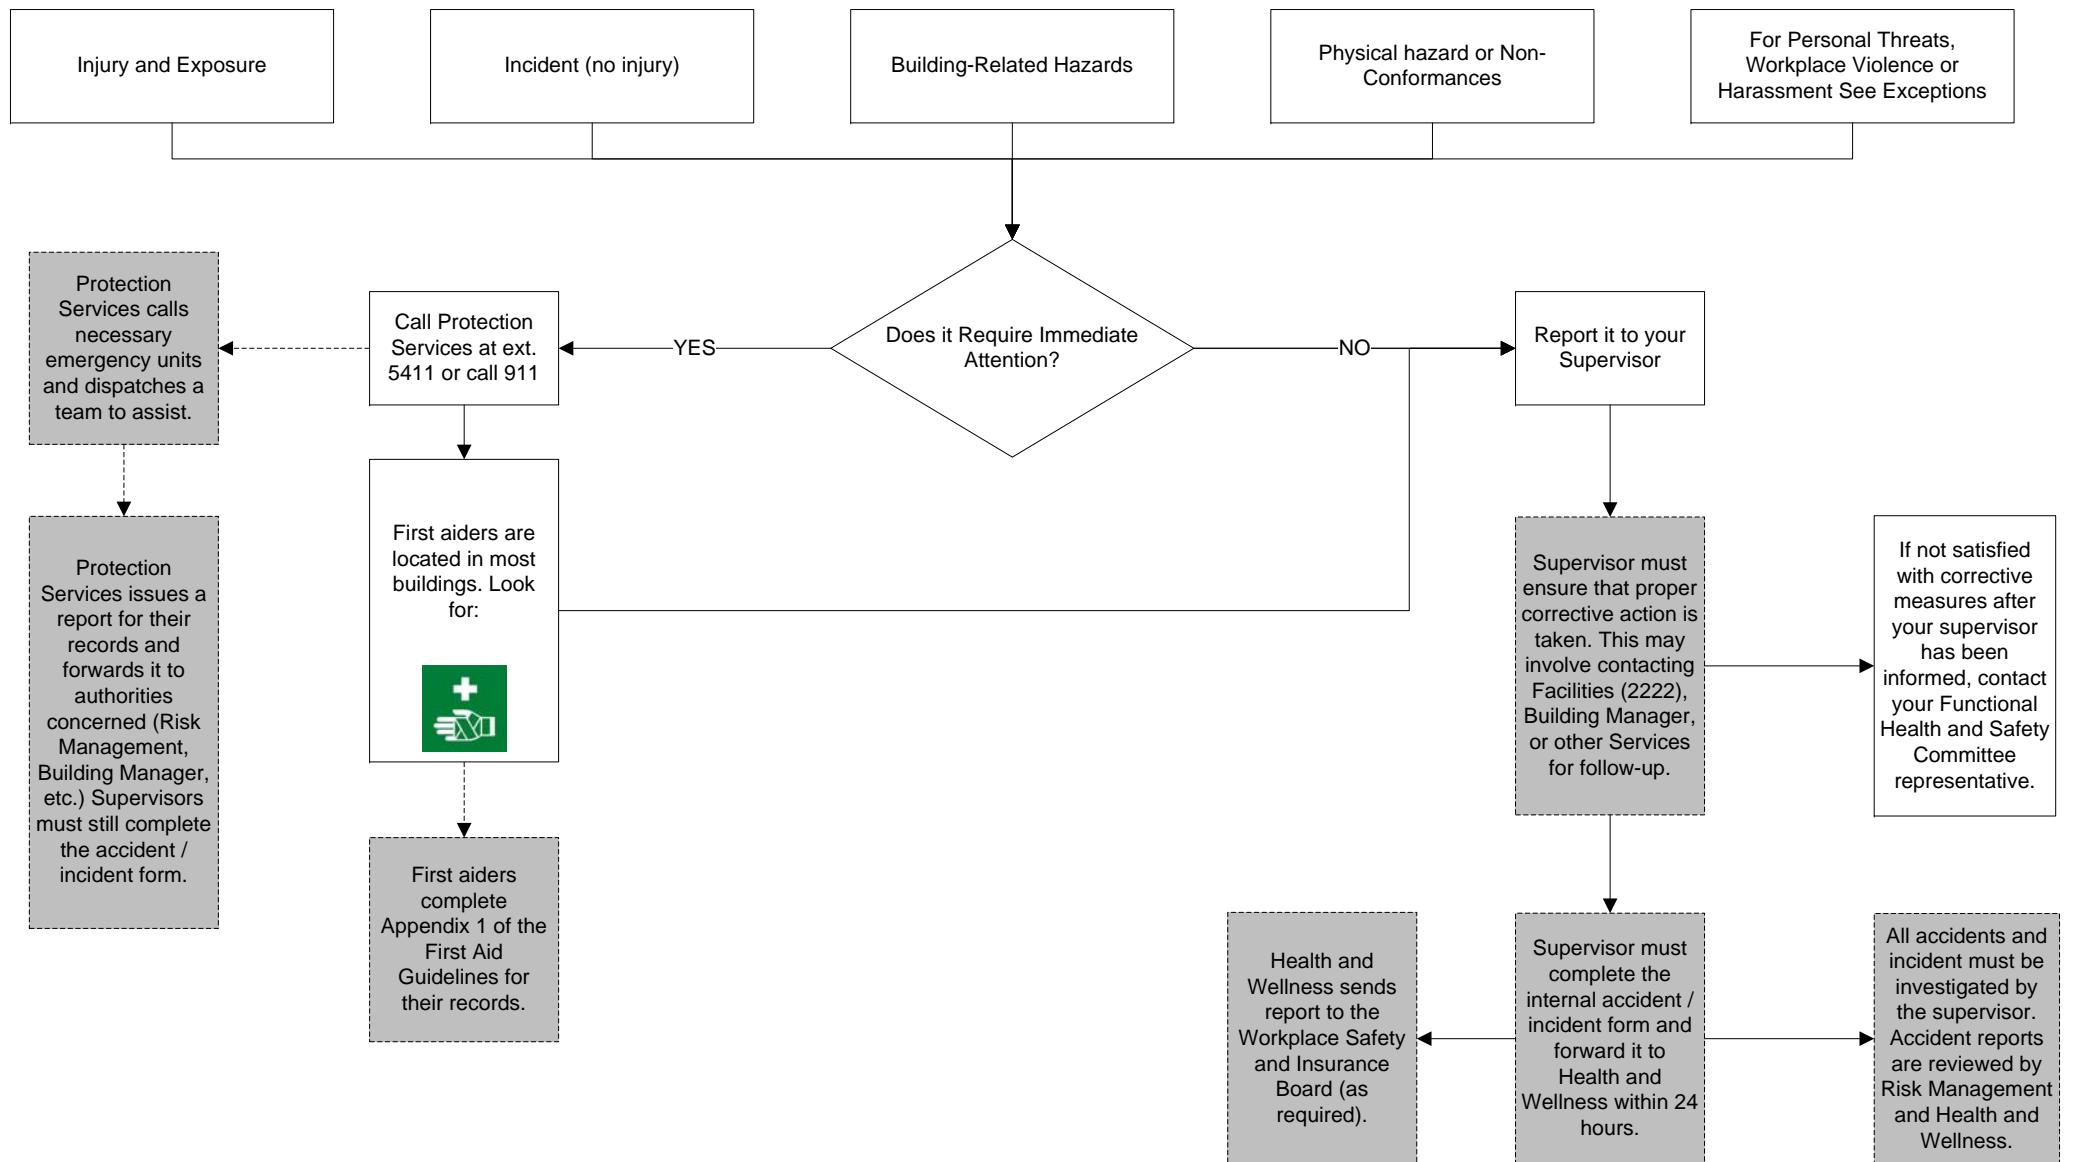 Injury and Exposure
Incident (no injury)
Building-Related Hazards
Physical hazard or Non-
Conformances
For Personal Threats,
Workplace Violence or
Harassment See Exceptions
Does it Require Immediate
Attention?
YES
NO
Call Protection
Services at ext.
5411 or call 911
Protection
Services calls
necessary
emergency units
and dispatches a
team to assist.
Protection
Services issues a
report for their
records and
forwards it to
authorities
concerned (Risk
Management,
Building Manager,
etc.) Supervisors
must still complete
the accident /
incident form.
First aiders are
located in most
buildings. Look
for:
First aiders
complete
Appendix 1 of the
First Aid
Guidelines for
their records.
Report it to your
Supervisor
Supervisor must
ensure that proper
corrective action is
taken. This may
involve contacting
Facilities (2222),
Building Manager,
or other Services
for follow-up.
If not satisfied
with corrective
measures after
your supervisor
has been
informed, contact
your Functional
Health and Safety
Committee
representative.
Health and
Wellness sends
report to the
Workplace Safety
and Insurance
Board (as
required).
Supervisor must
complete the
internal accident /
incident form and
forward it to
Health and
Wellness within 24
hours.
All accidents and
incident must be
investigated by
the supervisor.
Accident reports
are reviewed by
Risk Management
and Health and
Wellness.